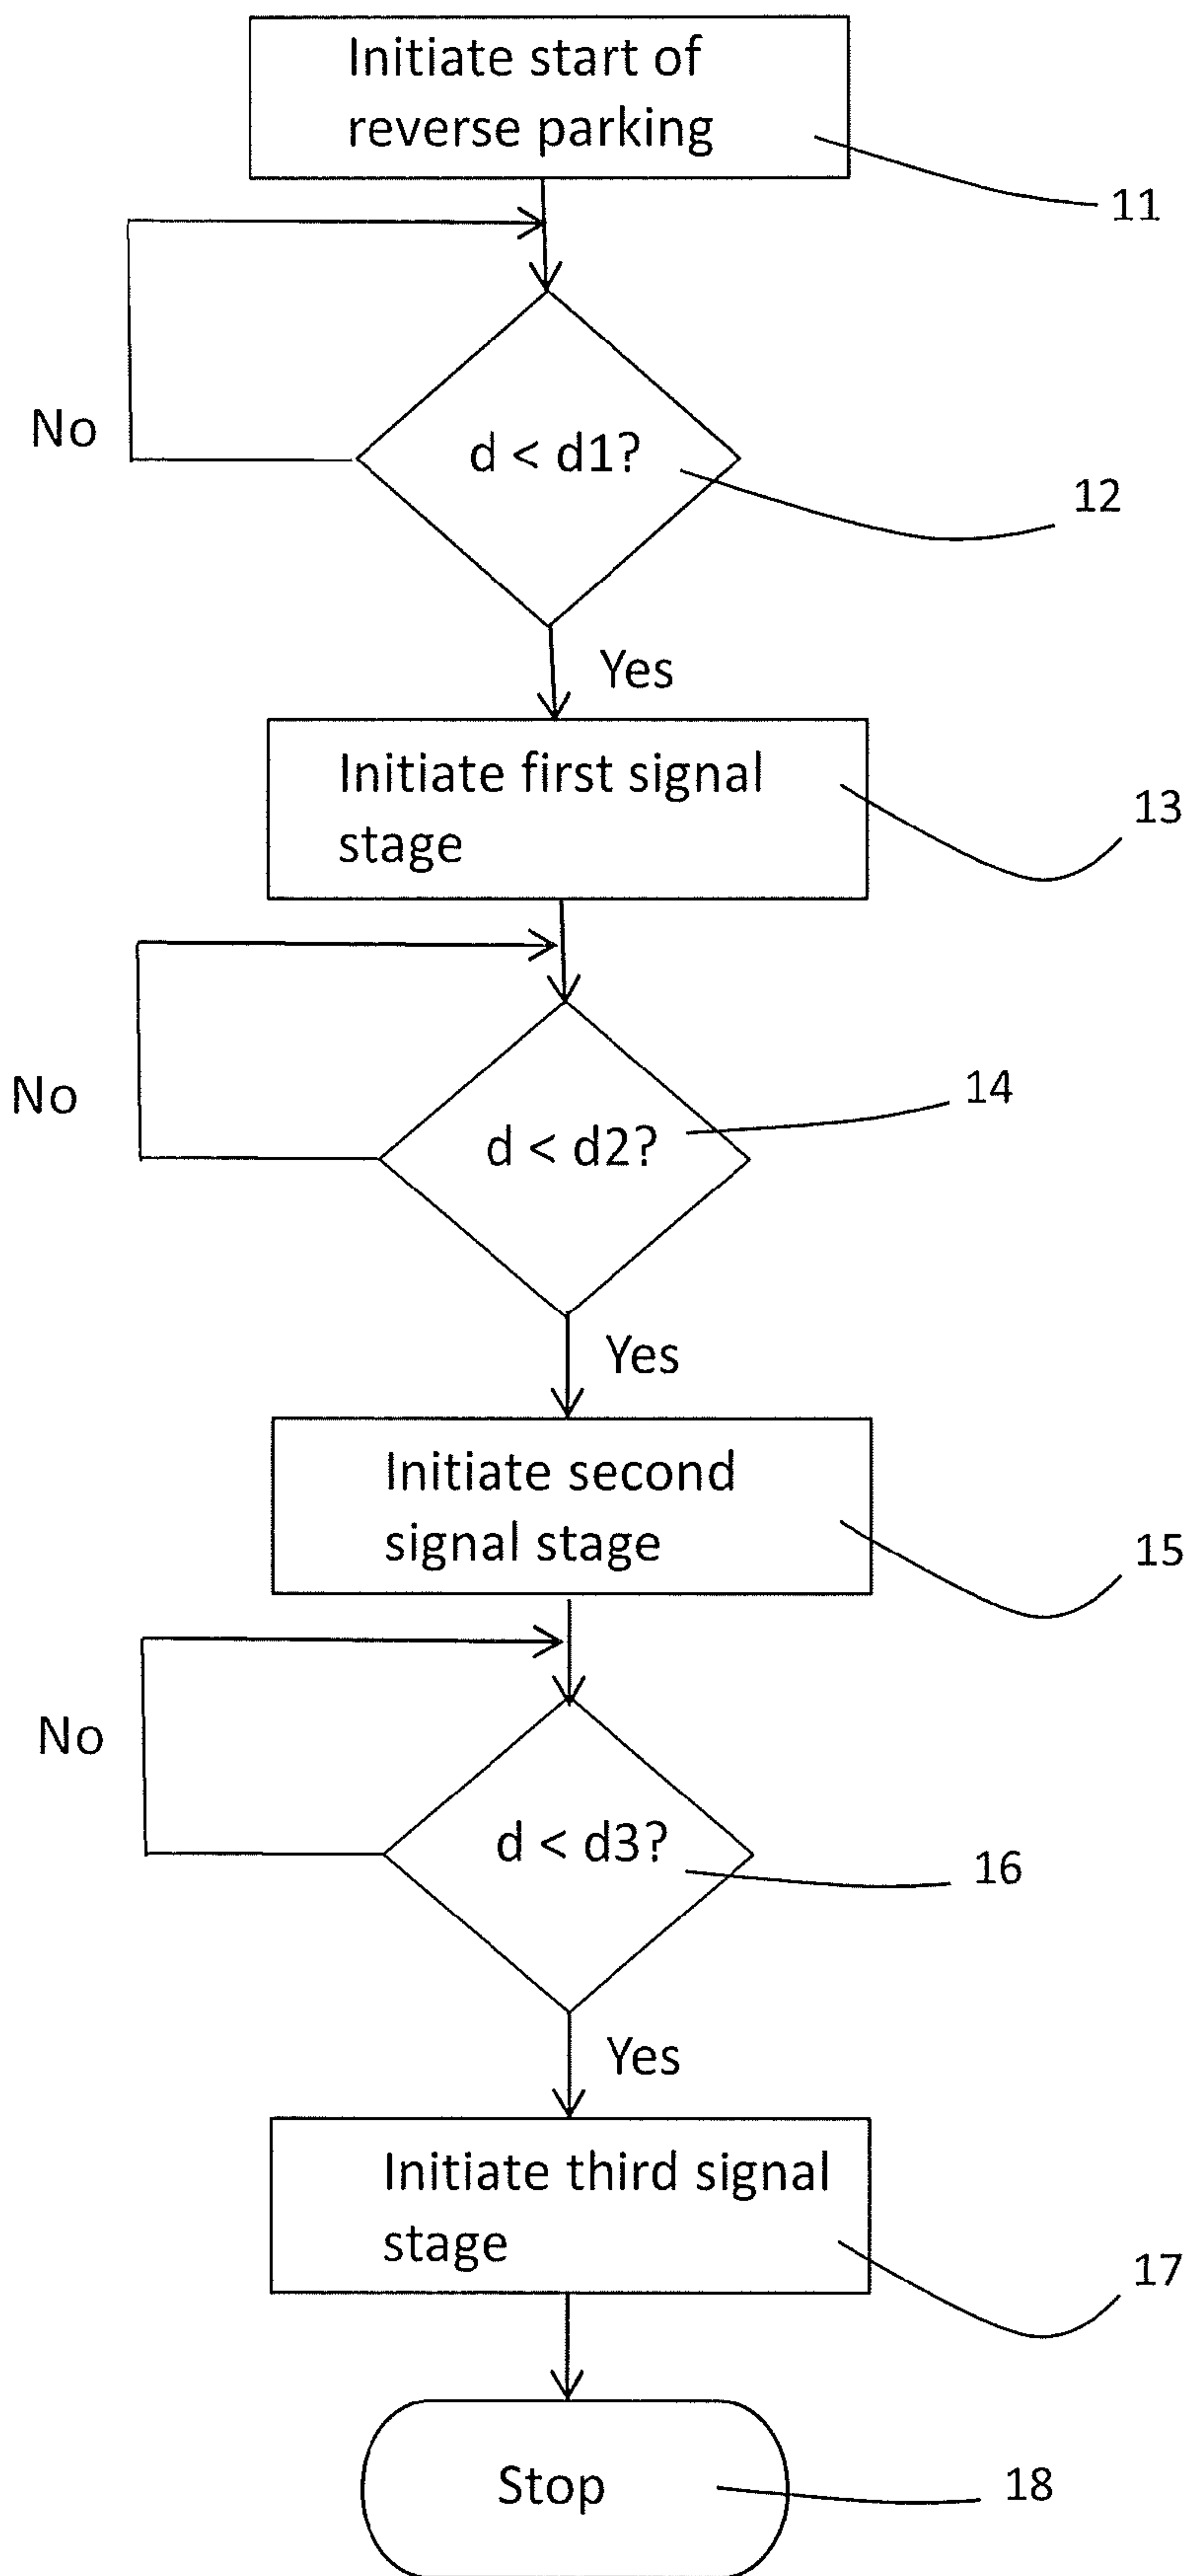 Initiate start of
reverse parking
11
No
d < d1?
12
Yes
Initiate first signal
stage
13
No
d < d2?
14
Yes
Initiate second
signal stage
15
No
d < d3?
16
Yes
Initiate third signal
stage
17
Stop
18